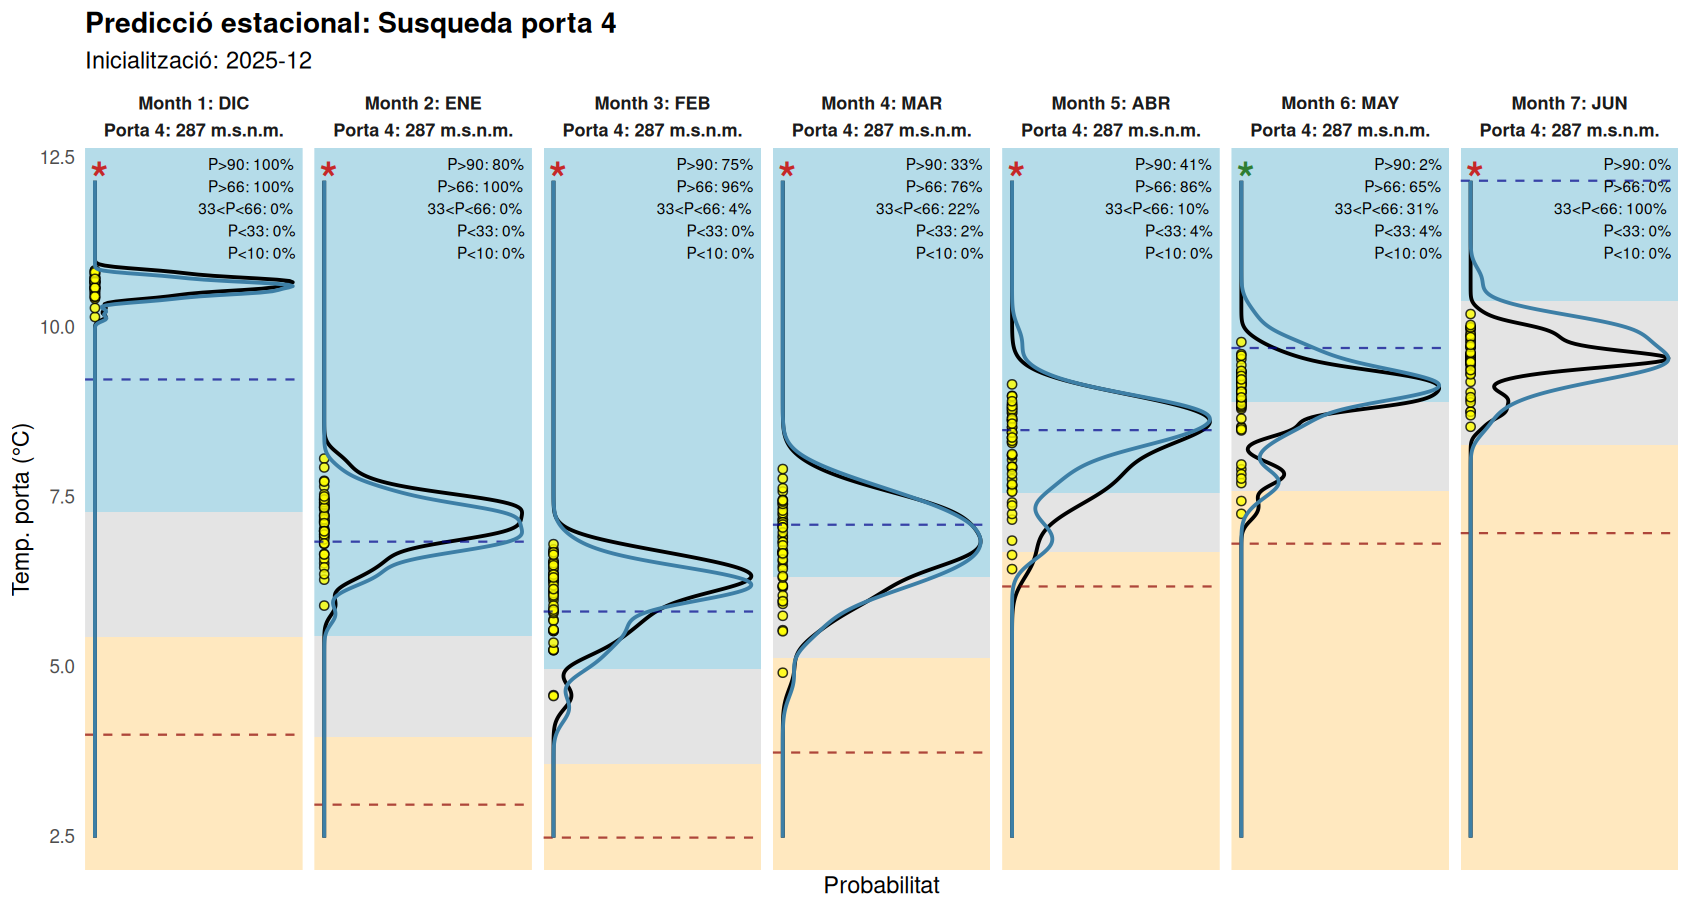 Predicció estacional: Susqueda porta 4
Inicialització: 2025-12
Month 1: DIC
Porta 4: 287 m.s.n.m.
Month 2: ENE
Porta 4: 287 m.s.n.m.
Month 3: FEB
Porta 4: 287 m.s.n.m.
Month 4: MAR
Porta 4: 287 m.s.n.m.
Month 5: ABR
Porta 4: 287 m.s.n.m.
Month 6: MAY
Porta 4: 287 m.s.n.m.
Month 7: JUN
Porta 4: 287 m.s.n.m.
Temp. porta (°C)
12.5
10.0
7.5
5.0
2.5
*
P>90: 100%
P>66: 100%
33<P<66: 0%
P<33: 0%
P<10: 0%
*
P>90: 80%
P>66: 100%
33<P<66: 0%
P<33: 0%
P<10: 0%
*
P>90: 75%
P>66: 96%
33<P<66: 4%
P<33: 0%
P<10: 0%
*
P>90: 33%
P>66: 76%
33<P<66: 22%
P<33: 2%
P<10: 0%
*
P>90: 41%
P>66: 86%
33<P<66: 10%
P<33: 4%
P<10: 0%
*
P>90: 2%
P>66: 65%
33<P<66: 31%
P<33: 4%
P<10: 0%
*
P>90: 0%
P>66: 0%
33<P<66: 100%
P<33: 0%
P<10: 0%
Probabilitat